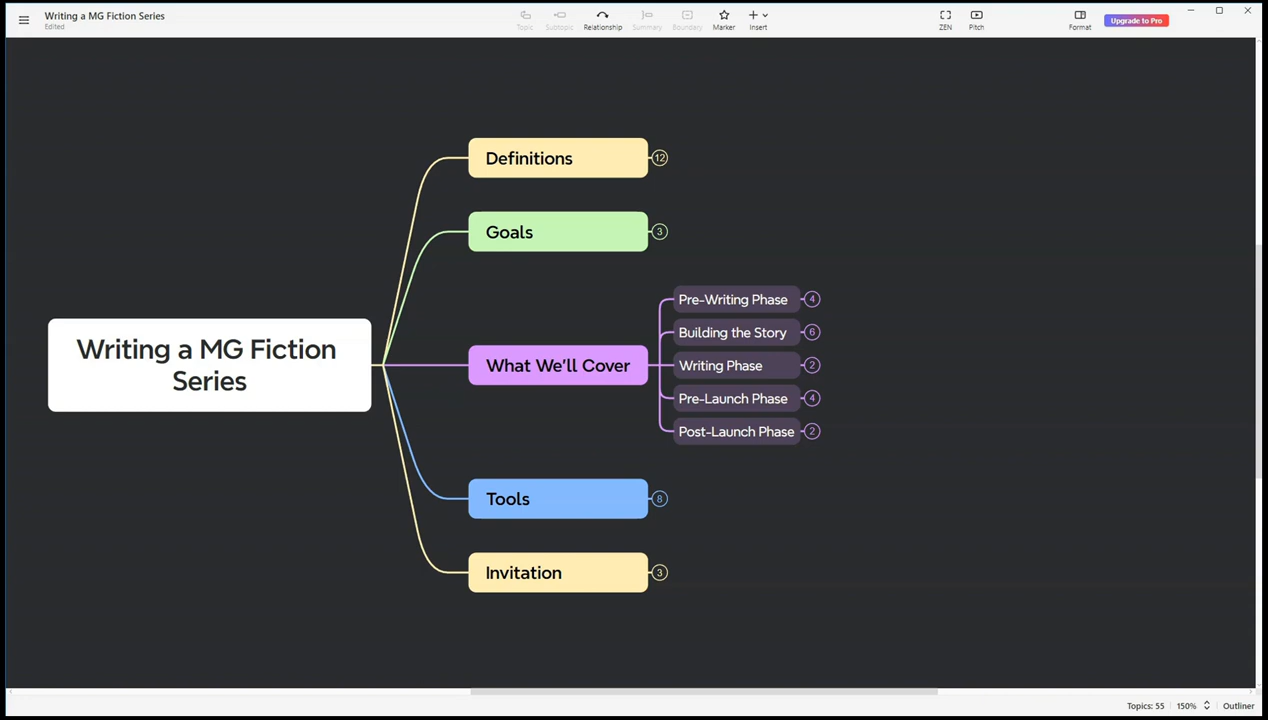 Writing a MG Fiction Series
Edited
Topic
Subtopic
Relationship
Summary
Boundary
Marker
Insert
ZEN
Pitch
Format
Upgrade to Pro
Definitions
12
Goals
3
Writing a MG Fiction
Series
What We'll Cover
Pre-Writing Phase
4
Building the Story
6
Writing Phase
2
Pre-Launch Phase
4
Post-Launch Phase
2
Tools
8
Invitation
3
Topics: 55
150%
Outliner